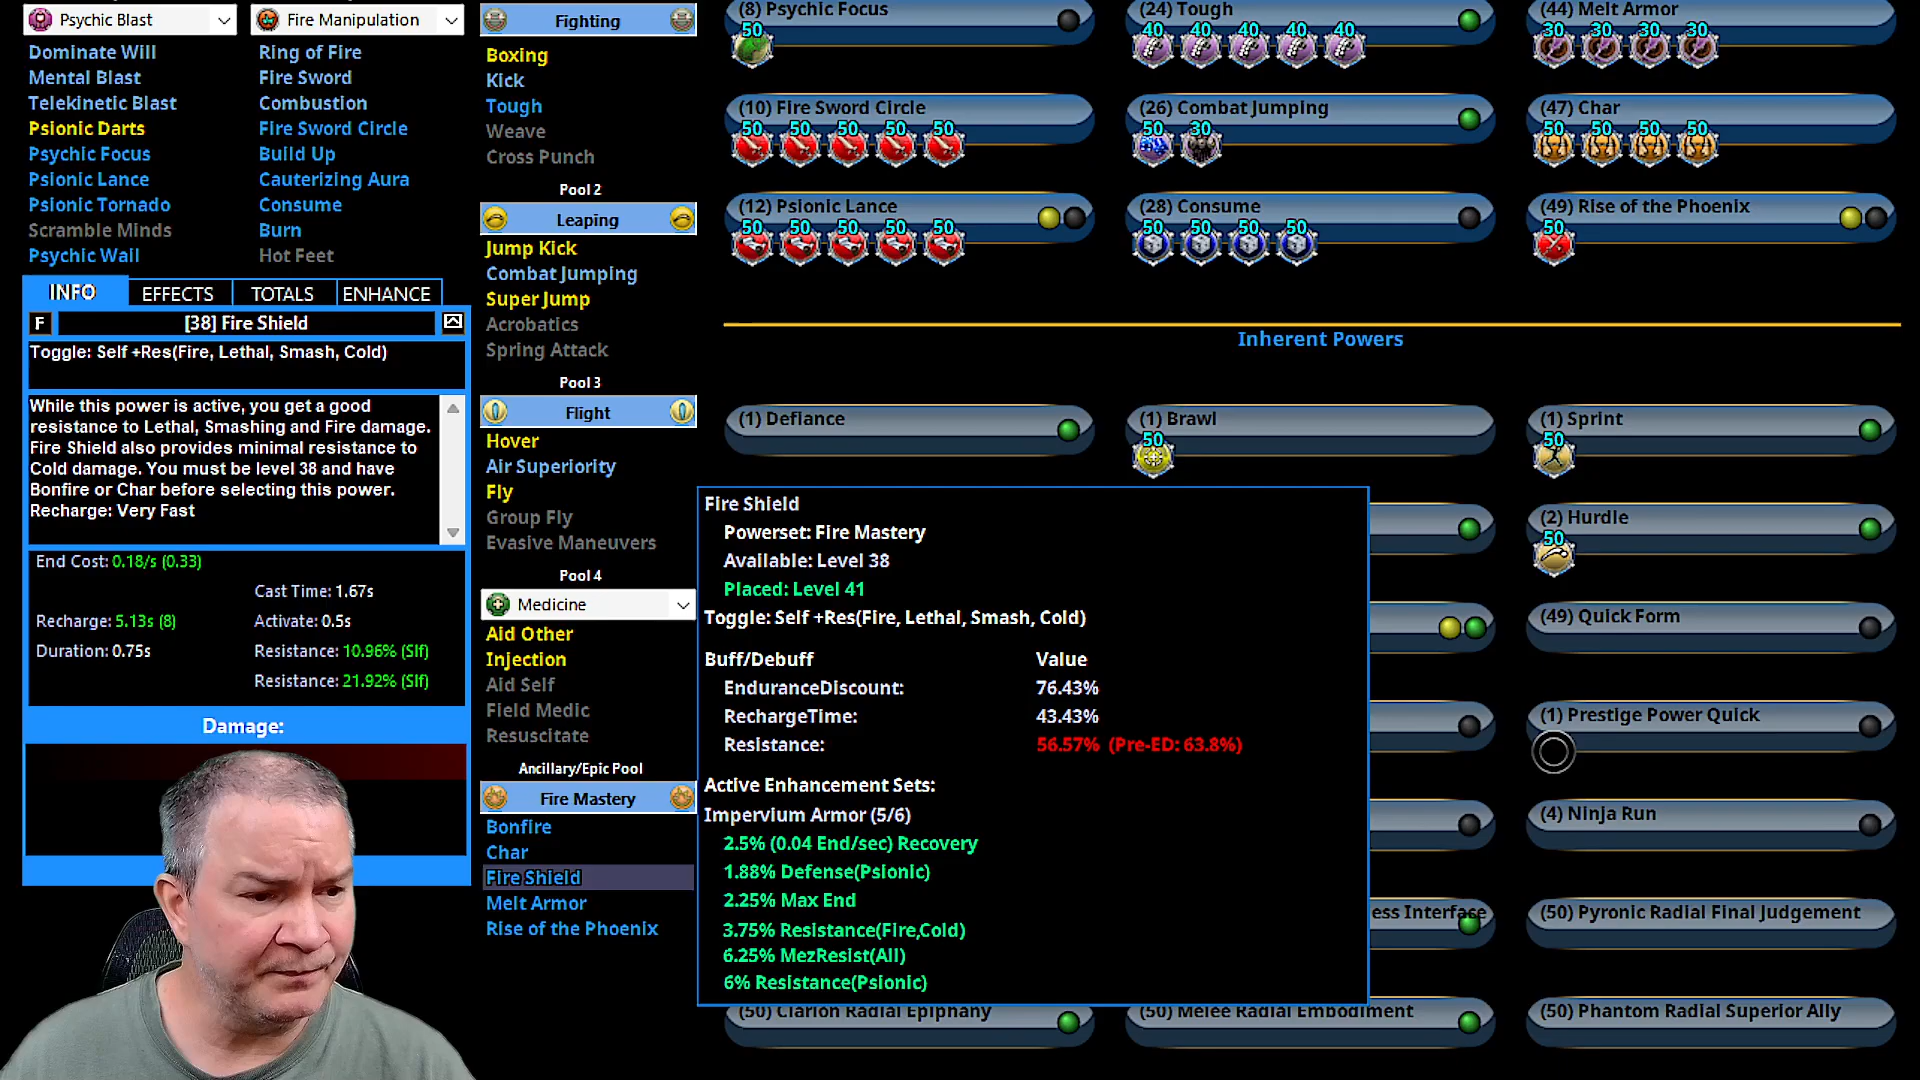 Psychic Blast
Fire Manipulation
Dominate Will
Mental Blast
Telekinetic Blast
Psionic Darts
Psychic Focus
Psionic Lance
Psionic Tornado
Scramble Minds
Psychic Wall
Ring of Fire
Fire Sword
Combustion
Fire Sword Circle
Build Up
Cauterizing Aura
Consume
Burn
Hot Feet
INFO
EFFECTS
TOTALS
ENHANCE
F
[38] Fire Shield
Toggle: Self +Res(Fire, Lethal, Smash, Cold)
While this power is active, you get a good
resistance to Lethal, Smashing and Fire damage.
Fire Shield also provides minimal resistance to
Cold damage. You must be level 38 and have
Bonfire or Char before selecting this power.
Recharge: Very Fast
End Cost: 0.18/s (0.33)
Cast Time: 1.67s
Recharge: 5.13s (8)
Activate: 0.5s
Duration: 0.75s
Resistance: 10.96% (Slf)
Resistance: 21.92% (Slf)
Damage:
Fighting
Boxing
Kick
Tough
Weave
Cross Punch
Pool 2
Leaping
Jump Kick
Combat Jumping
Super Jump
Acrobatics
Spring Attack
Pool 3
Flight
Hover
Air Superiority
Fly
Group Fly
Evasive Maneuvers
Pool 4
Medicine
Aid Other
Injection
Aid Self
Field Medic
Resuscitate
Ancillary/Epic Pool
Fire Mastery
Bonfire
Char
Fire Shield
Melt Armor
Rise of the Phoenix
(8) Psychic Focus
50
(24) Tough
40 40 40 40 40
(44) Melt Armor
30 30 30 30
(10) Fire Sword Circle
50 50 50 50 50
(26) Combat Jumping
50 30
(47) Char
50 50 50 50
(12) Psionic Lance
50 50 50 50 50
(28) Consume
50 50 50 50
(49) Rise of the Phoenix
50
Inherent Powers
(1) Defiance
(1) Brawl
50
(1) Sprint
50
(2) Hurdle
50
(49) Quick Form
(1) Prestige Power Quick
(4) Ninja Run
ess Interface
(50) Pyronic Radial Final Judgement
(50) Clarion Radial Epiphany
(50) Melee Radial Embodiment
(50) Phantom Radial Superior Ally
Fire Shield
Powerset: Fire Mastery
Available: Level 38
Placed: Level 41
Toggle: Self +Res(Fire, Lethal, Smash, Cold)
Buff/Debuff Value
EnduranceDiscount: 76.43%
RechargeTime: 43.43%
Resistance: 56.57% (Pre-ED: 63.8%)
Active Enhancement Sets:
Impervium Armor (5/6)
2.5% (0.04 End/sec) Recovery
1.88% Defense(Psionic)
2.25% Max End
3.75% Resistance(Fire,Cold)
6.25% MezResist(All)
6% Resistance(Psionic)